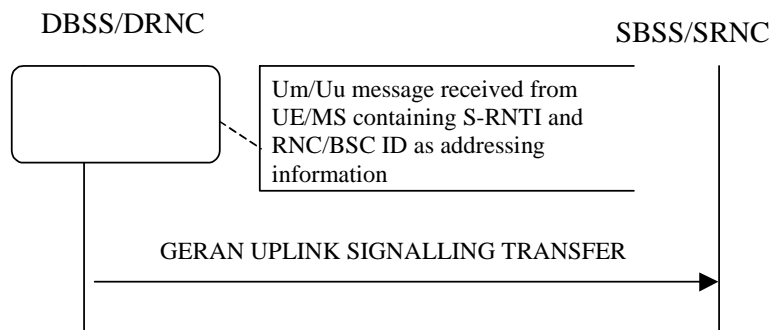 DBSS/DRNC
SBSS/SRNC
Um/Uu message received from
UE/MS containing S-RNTI and
RNC/BSC ID as addressing
information
GERAN UPLINK SIGNALLING TRANSFER